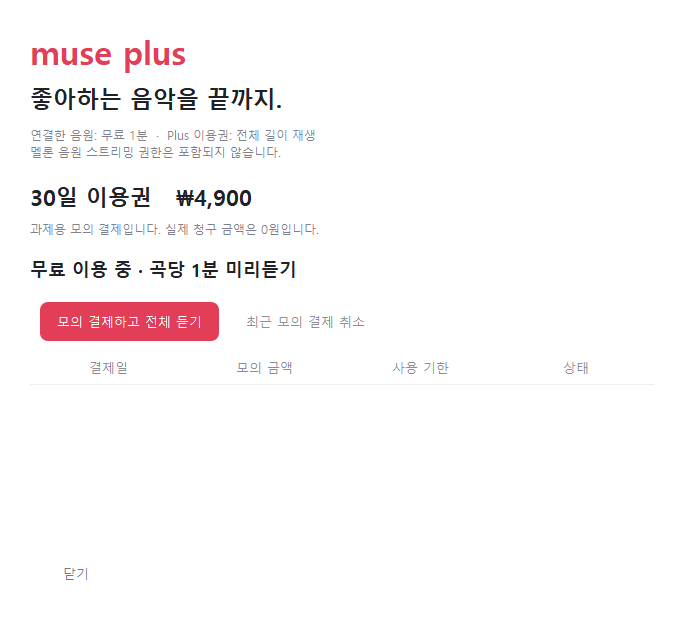 muse plus
좋아하는 음악을 끝까지.
연결한 음원: 무료 1분 · Plus 이용권: 전체 길이 재생
멜론 음원 스트리밍 권한은 포함되지 않습니다.
30일 이용권 ₩4,900
과제용 모의 결제입니다. 실제 청구 금액은 0원입니다.
무료 이용 중 · 곡당 1분 미리듣기
모의 결제하고 전체 듣기 최근 모의 결제 취소
결제일 모의 금액 사용 기한 상태
닫기